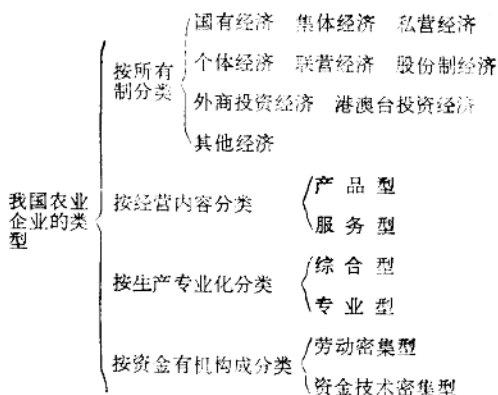 国有经济 集体经济 私营经济
按所有制分类
个体经济 联营经济 股份制经济
外商投资经济 港澳台投资经济
其他经济
我国农业企业的类型
按经营内容分类
产品型
服务型
按生产专业化分类
综合型
专业型
按资金有机构成分类
劳动密集型
资金技术密集型